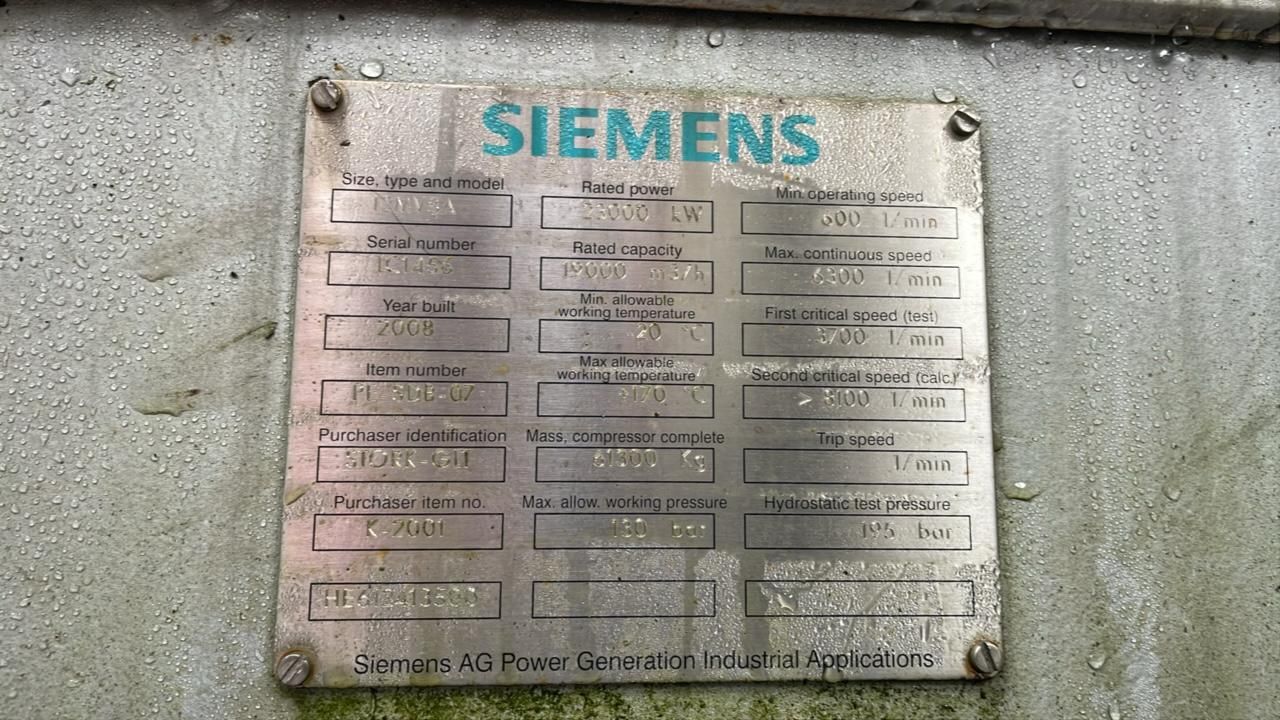 SIEMENS
Size, type and model
Rated power
23000 kW
Min. operating speed
600 1/min
Serial number
Rated capacity
19000 m3/h
Max. continuous speed
6300 1/min
Year built
2008
Min. allowable
working temperature
20 °C
First critical speed (test)
3700 1/min
Item number
Max allowable
working temperature
+170 °C
Second critical speed (calc.)
> 8100 1/min
Purchaser identification
STORK-GLT
Mass, compressor complete
61300 Kg
Trip speed
1/min
Purchaser item no.
K-2001
Max. allow. working pressure
130 bar
Hydrostatic test pressure
195 bar
Siemens AG Power Generation Industrial Applications